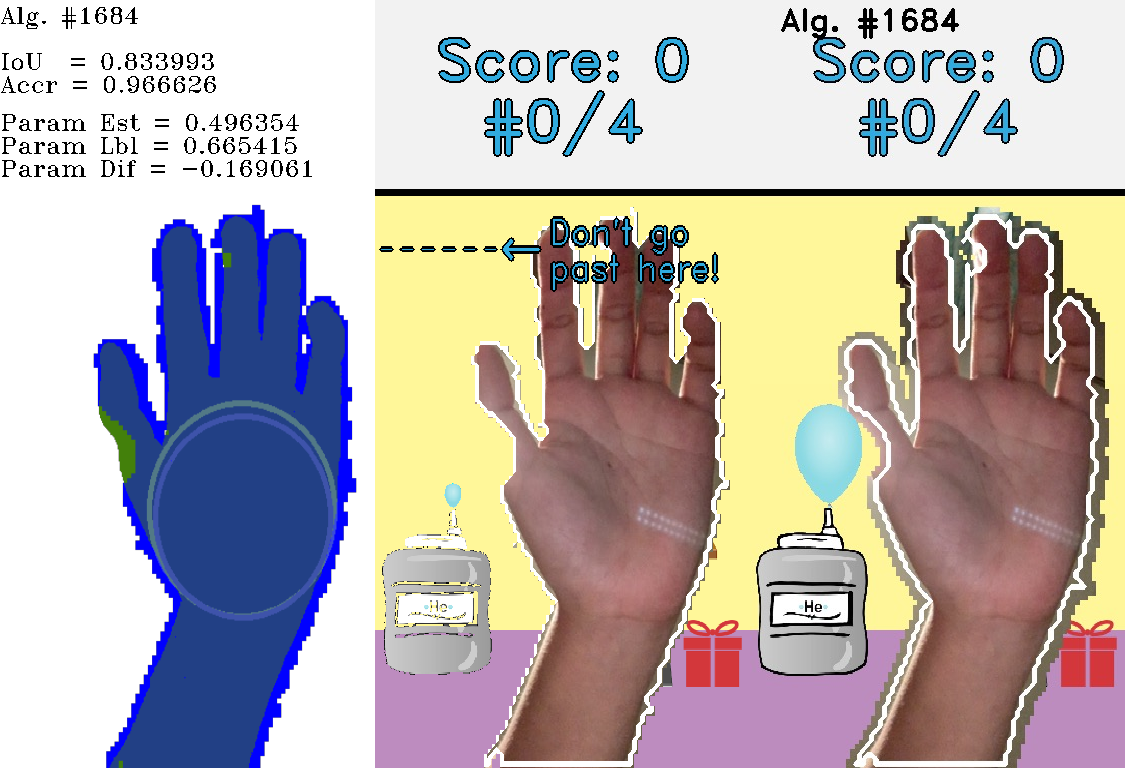 Alg. #1684
IoU = 0.833993
Accr = 0.966626
Param Est = 0.496354
Param Lbl = 0.665415
Param Dif = −0.169061
Score: 0
#0/4
Don't go
past here!
He
Alg. #1684
Score: 0
#0/4
He